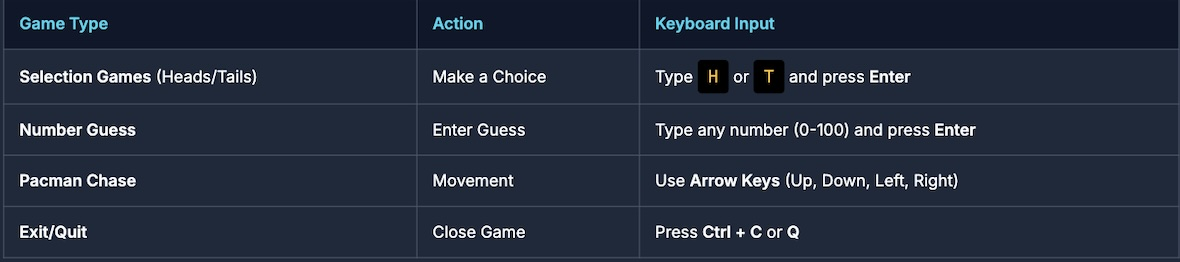 Game Type Action Keyboard Input
Selection Games (Heads/Tails) Make a Choice Type H or T and press Enter
Number Guess Enter Guess Type any number (0-100) and press Enter
Pacman Chase Movement Use Arrow Keys (Up, Down, Left, Right)
Exit/Quit Close Game Press Ctrl + C or Q